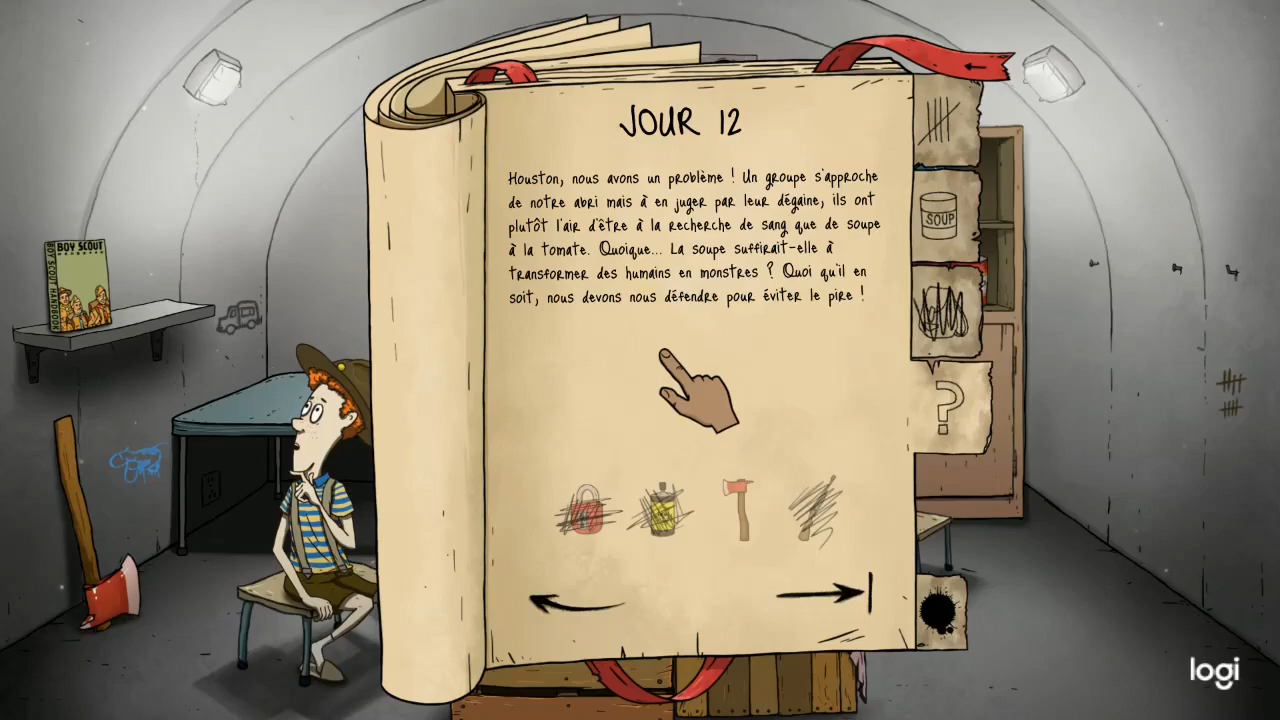 JOUR 12
Houston, nous avons un problème ! Un groupe s'approche
de notre abri mais à en juger par leur dégaine, ils ont
plutôt l'air d'être à la recherche de sang que de soupe
à la tomate. Quoique... La soupe suffirait-elle à
transformer des humains en monstres ? Quoi qu'il en
soit, nous devons nous défendre pour éviter le pire !
SOUP
?
BOY SCOUT
BOY SCOUT HANDBOOK
logi